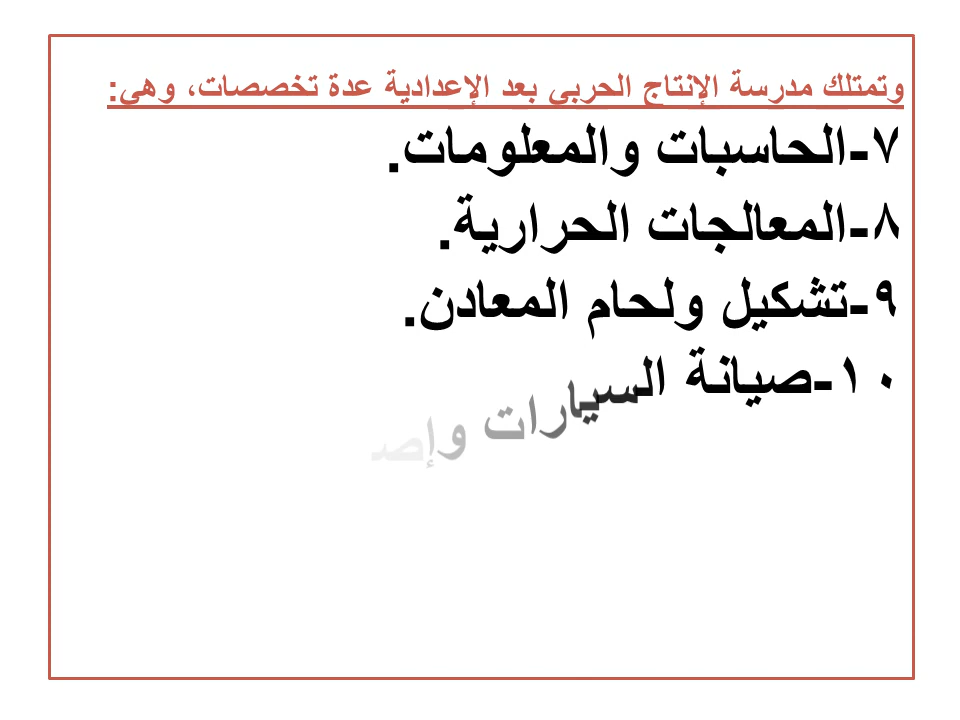 وتمتلك مدرسة الإنتاج الحربي بعد الإعدادية عدة تخصصات، وهي:
٧-الحاسبات والمعلومات.
٨-المعالجات الحرارية.
٩-تشكيل ولحام المعادن.
١٠-صيانة السيارات وإصـ